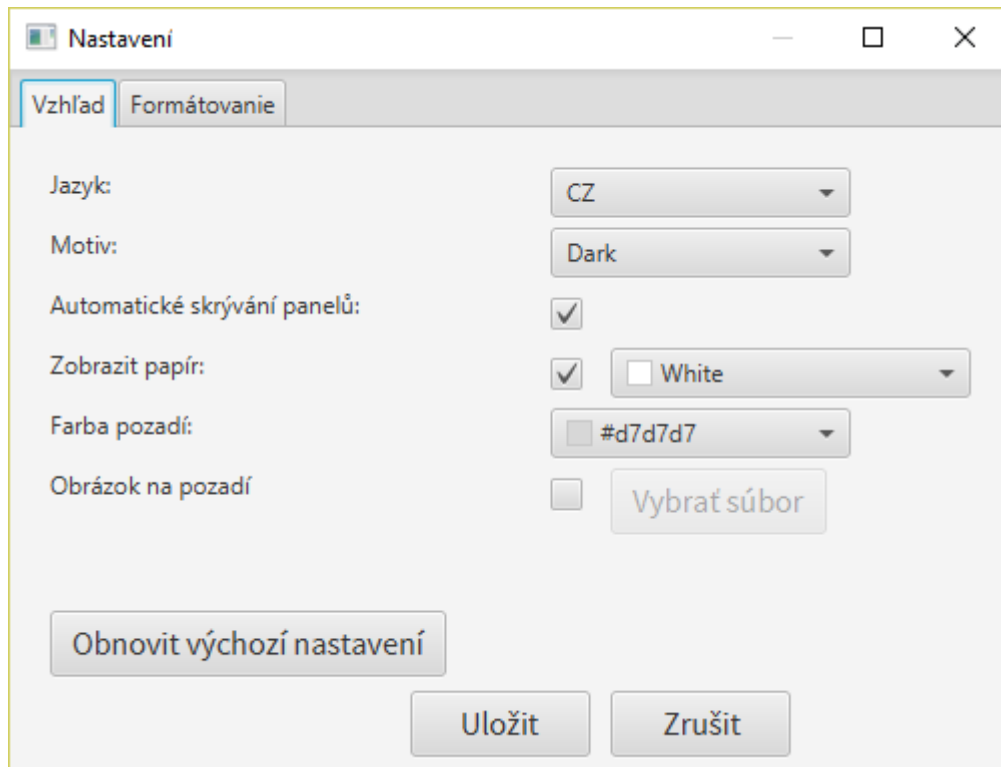 Nastavení
Vzhľad Formátovanie
Jazyk: CZ
Motiv: Dark
Automatické skrývání panelů:
Zobrazit papír: White
Farba pozadí: #d7d7d7
Obrázok na pozadí Vybrať súbor
Obnovit výchozí nastavení
Uložit Zrušit